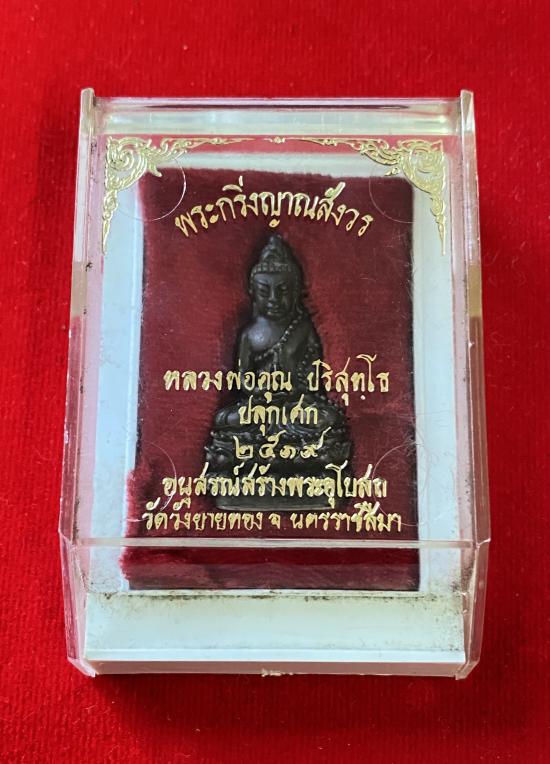 พระกริ่งญาณสังวร
หลวงพ่อคูณ ปริสุทฺโธ
ปลุกเศก
๒๕๓๙
อนุสรณ์สร้างพระอุโบสถ
วัดวังยายทอง จ.นครราชสีมา